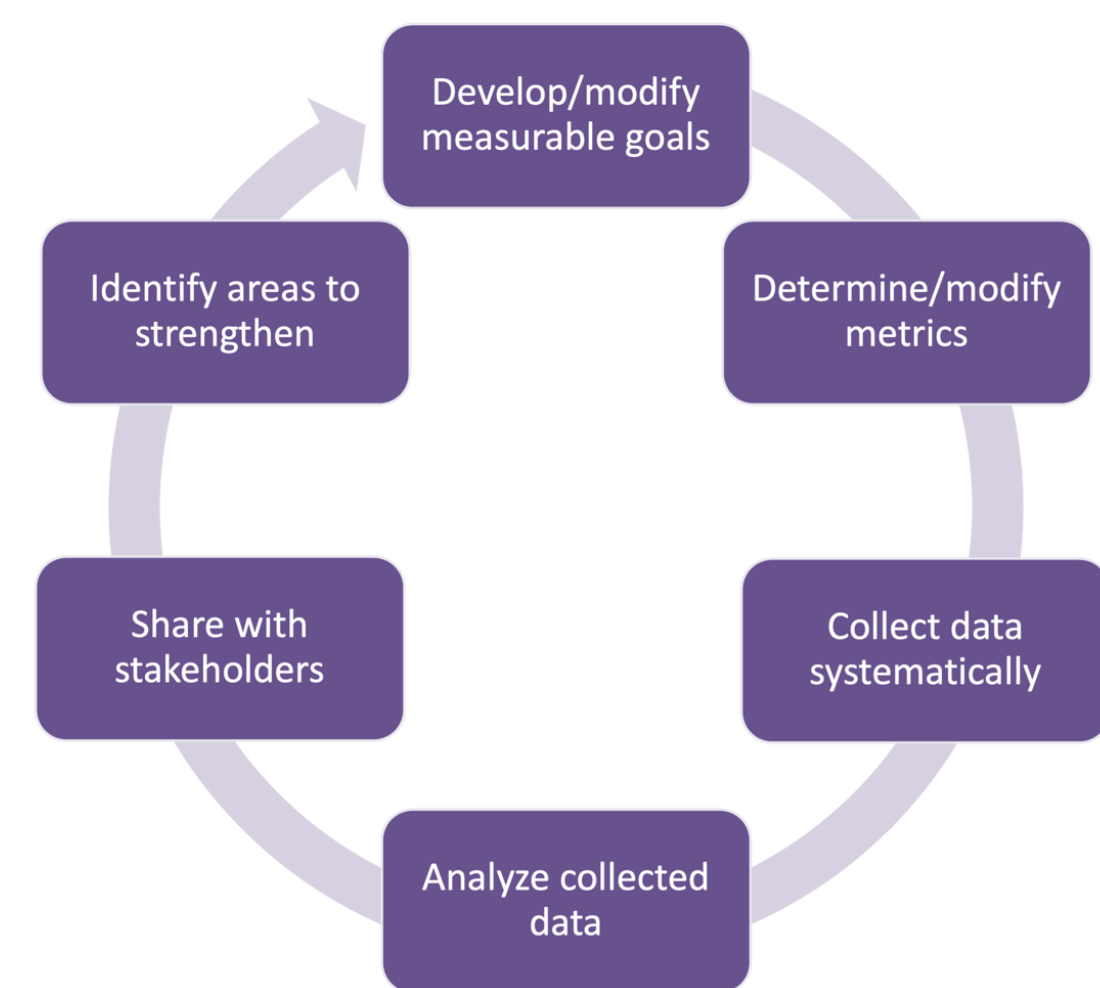 Develop/modify
measurable goals
Determine/modify
metrics
Collect data
systematically
Analyze collected
data
Share with
stakeholders
Identify areas to
strengthen